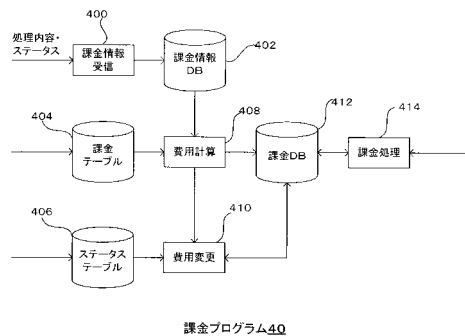 処理内容・
ステータス
400
課金情報
受信
課金情報
DB
402
404
課金
テーブル
408
費用計算
412
課金DB
414
課金処理
406
ステータス
テーブル
410
費用変更
課金プログラム40